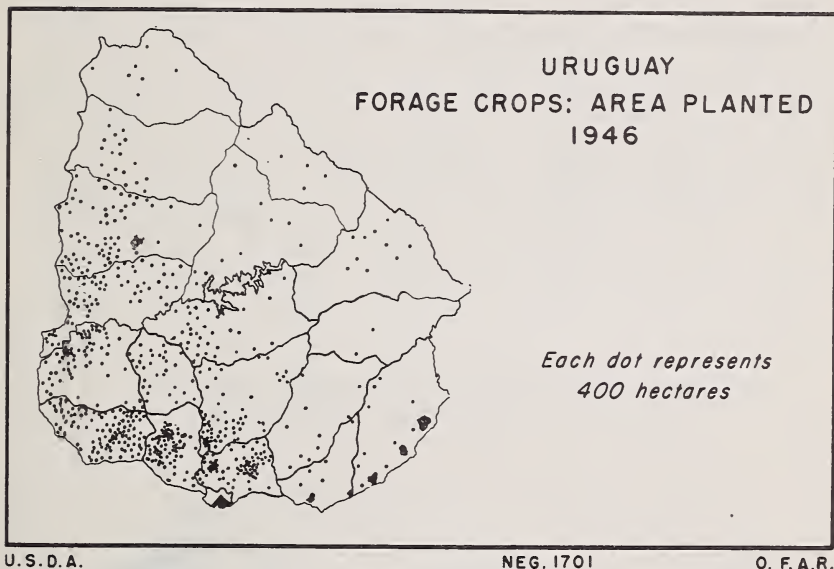 URUGUAY
FORAGE CROPS: AREA PLANTED
1946
Each dot represents
400 hectares
U.S.D.A. NEG. 1701 O. F. A. R.